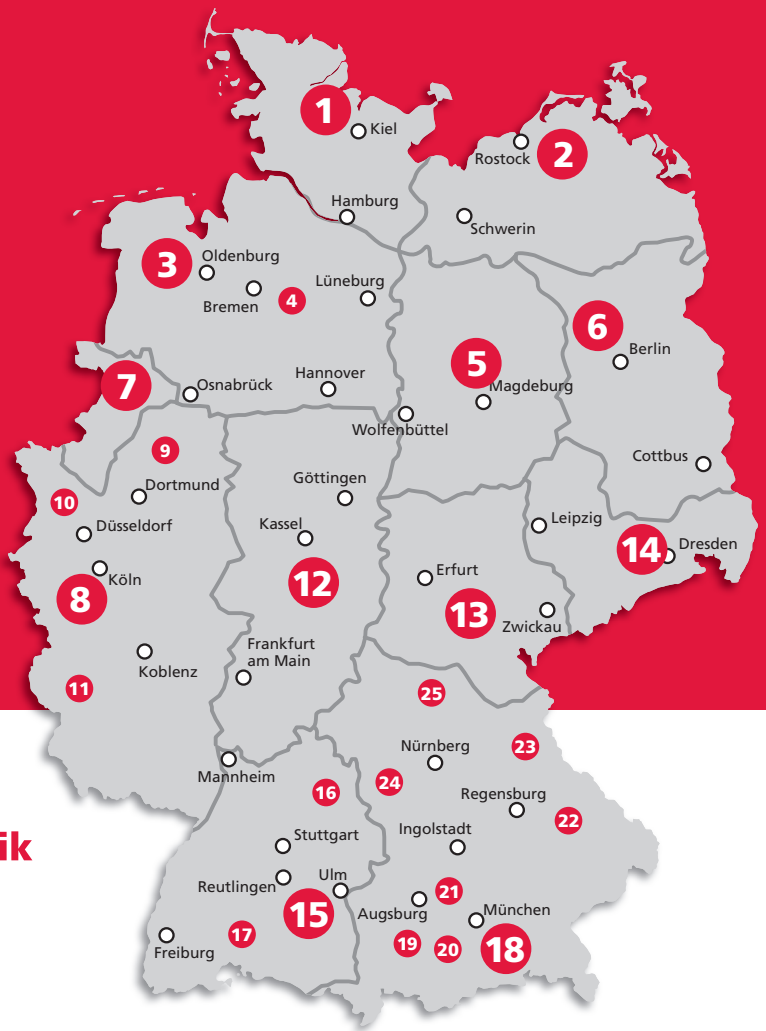 1
Kiel
Rostock
2
Hamburg
Schwerin
3
Oldenburg
Bremen
4
Lüneburg
6
Berlin
5
Magdeburg
7
Osnabrück
Hannover
Wolfenbüttel
9
Cottbus
Göttingen
Dortmund
10
Leipzig
Düsseldorf
Kassel
14
Dresden
Köln
8
12
Erfurt
13
Zwickau
Frankfurt
am Main
Koblenz
11
25
Nürnberg
23
Mannheim
24
16
Regensburg
22
Ingolstadt
Stuttgart
ik
Ulm
Reutlingen
21
Augsburg
München
15
17
Freiburg
19
20
18